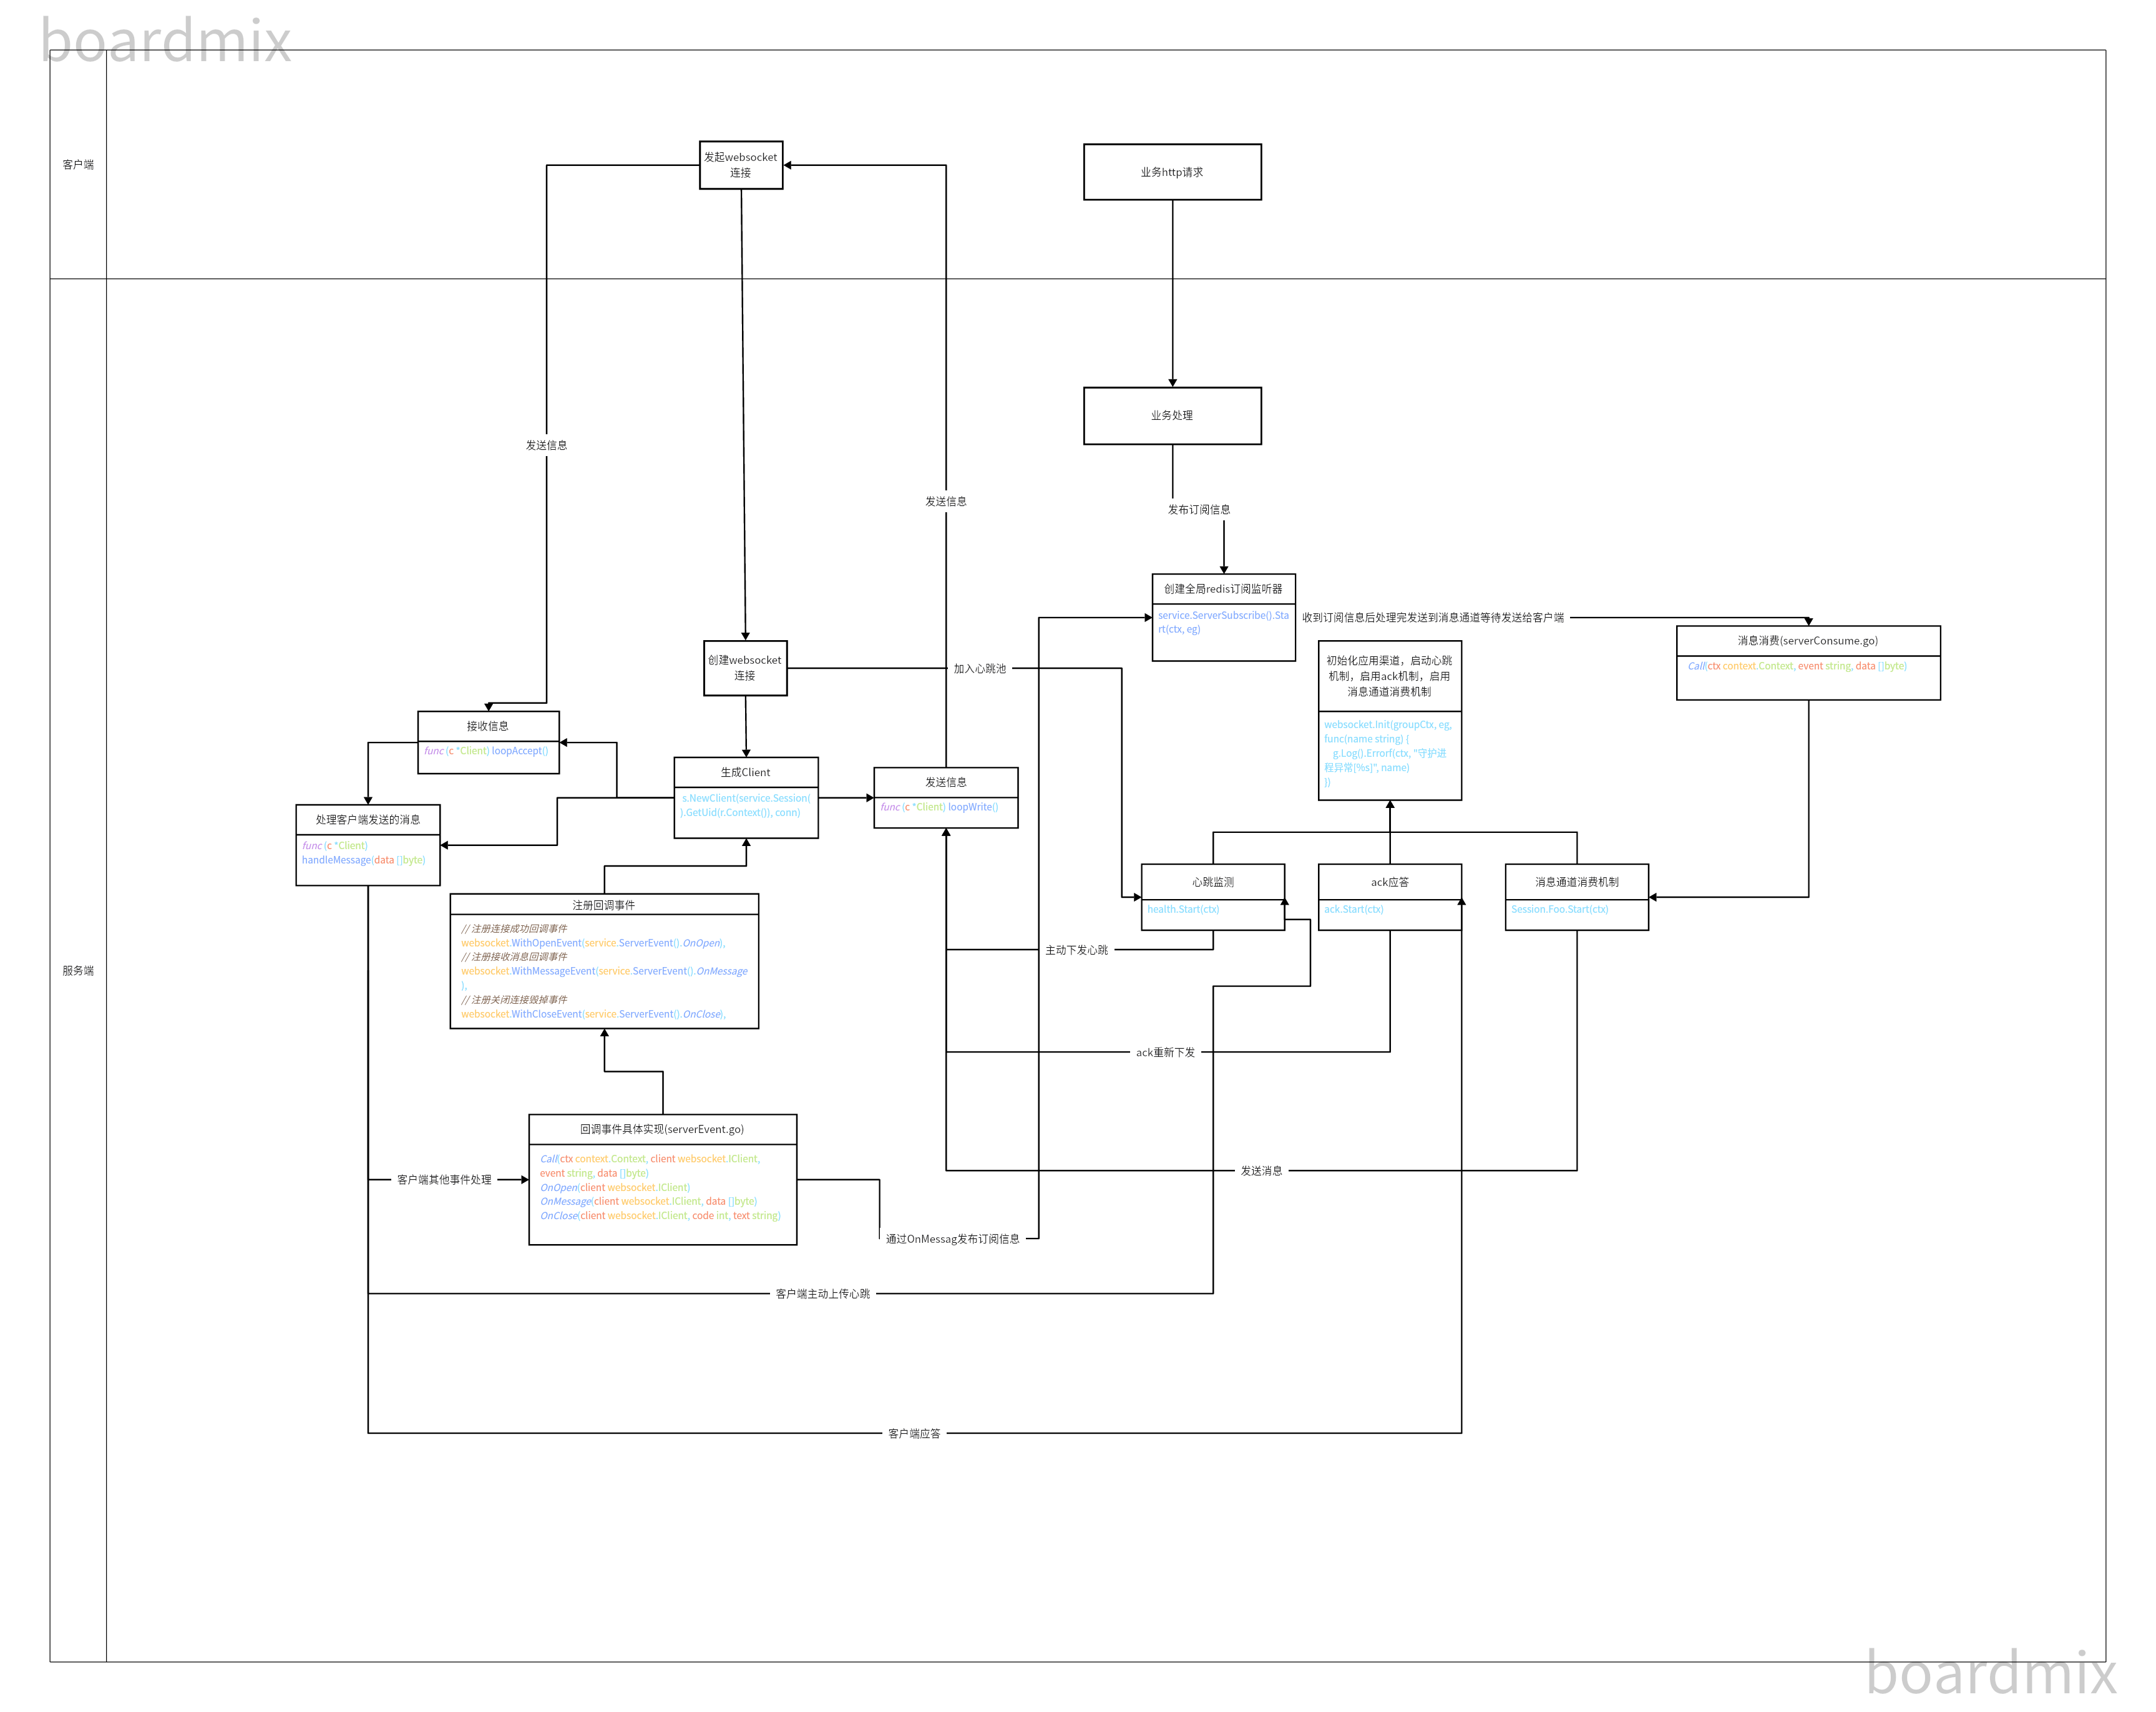 boardmix
客户端
发起websocket
连接
业务http请求
发送信息
发送信息
业务处理
发布订阅信息
服务端
创建全局redis订阅监听器
service.ServerSubscribe().Sta
rt(ctx, eg)
收到订阅信息后处理完发送到消息通道等待发送给客户端
消息消费(serverConsume.go)
Call(ctx context.Context, event string, data []byte)
创建websocket
连接
加入心跳池
初始化应用渠道，启动心跳
机制，启用ack机制，启用
消息通道消费机制
websocket.Init(groupCtx, eg,
func(name string) {
g.Log().Errorf(ctx, "守护进
程异常[%s]", name)
})
接收信息
func (c *Client) loopAccept()
生成Client
s.NewClient(service.Session(
).GetUid(r.Context()), conn)
发送信息
func (c *Client) loopWrite()
处理客户端发送的消息
func (c *Client)
handleMessage(data []byte)
注册回调事件
// 注册连接成功回调事件
websocket.WithOpenEvent(service.ServerEvent().OnOpen),
// 注册接收消息回调事件
websocket.WithMessageEvent(service.ServerEvent().OnMessage
),
// 注册关闭连接毁掉事件
websocket.WithCloseEvent(service.ServerEvent().OnClose),
心跳监测
health.Start(ctx)
ack应答
ack.Start(ctx)
消息通道消费机制
Session.Foo.Start(ctx)
主动下发心跳
ack重新下发
回调事件具体实现(serverEvent.go)
Call(ctx context.Context, client websocket.IClient,
event string, data []byte)
OnOpen(client websocket.IClient)
OnMessage(client websocket.IClient, data []byte)
OnClose(client websocket.IClient, code int, text string)
客户端其他事件处理
发送消息
通过OnMessag发布订阅信息
客户端主动上传心跳
客户端应答
boardmix